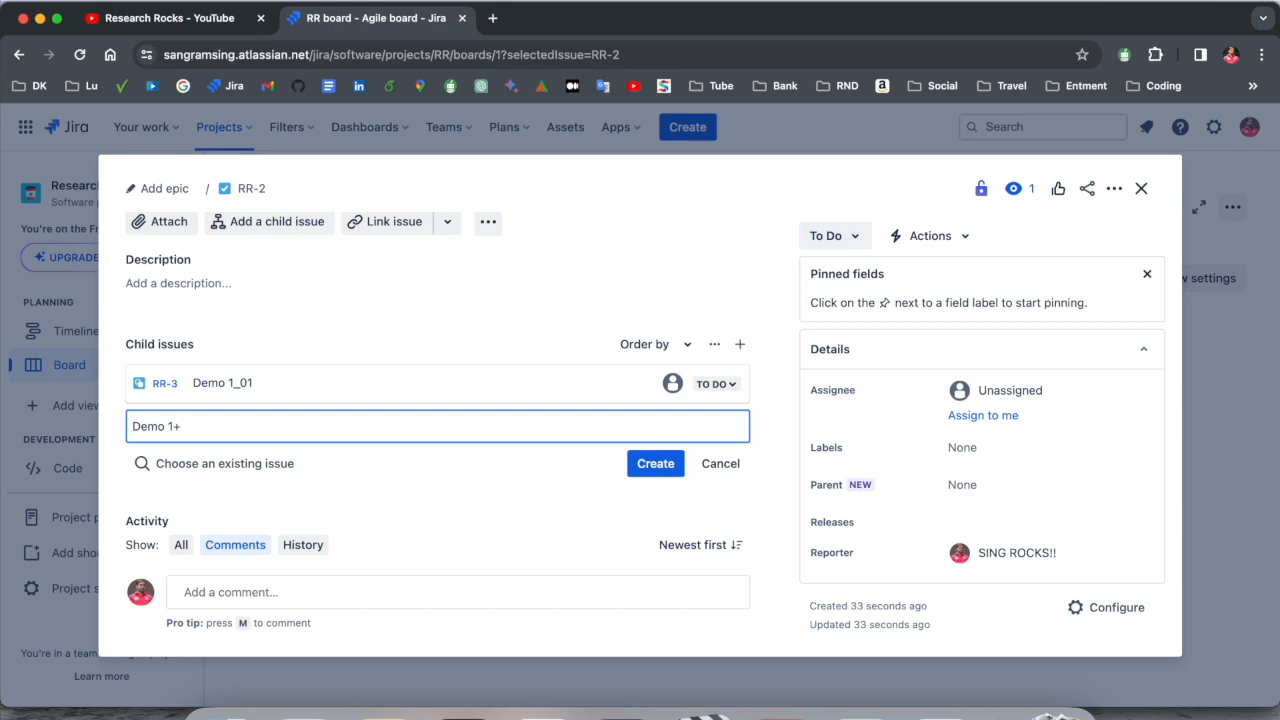 Research Rocks - YouTube
RR board - Agile board - Jira
sangramsing.atlassian.net/jira/software/projects/RR/boards/1?selectedIssue=RR-2
DK Lu Jira Tube Bank RND Social Travel Entment Coding »
Jira Your work Projects Filters Dashboards Teams Plans Assets Apps Create Search
Research
Software p
You're on the Fr
UPGRADE
PLANNING
Timeline
Board
Add view
DEVELOPMENT
Code
Project p
Add sho
Project s
You're in a team
Learn more
w settings
Add epic / RR-2
1
Attach Add a child issue Link issue
Description
Add a description...
Child issues Order by
RR-3 Demo 1_01 TO DO
Demo 1+
Choose an existing issue Create Cancel
Activity
Show: All Comments History Newest first
Add a comment...
Pro tip: press M to comment
To Do Actions
Pinned fields
Click on the next to a field label to start pinning.
Details
Assignee Unassigned
Assign to me
Labels None
Parent NEW None
Releases
Reporter SING ROCKS!!
Created 33 seconds ago
Updated 33 seconds ago
Configure